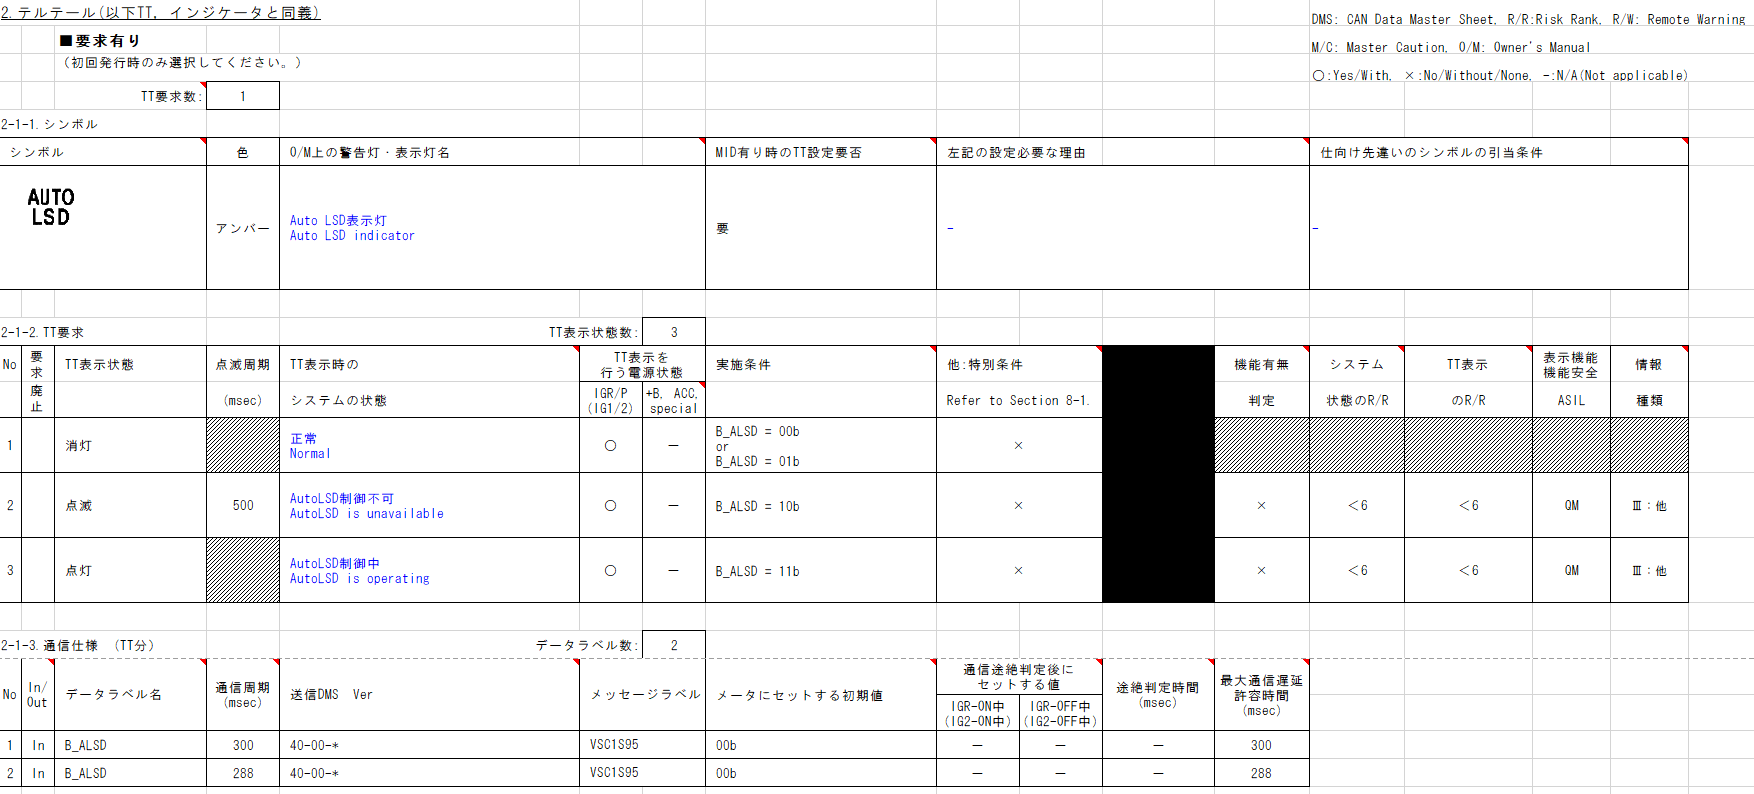 2.テルテール(以下TT, インジケータと同義)
DMS: CAN Data Master Sheet, R/R:Risk Rank, R/W: Remote Warning
■要求有り
M/C: Master Caution, O/M: Owner's Manual
（初回発行時のみ選択してください。）
○:Yes/With, ×:No/Without/None, -:N/A(Not applicable)
TT要求数: 1
2-1-1.シンボル
シンボル 色 O/M上の警告灯・表示灯名 MID有り時のTT設定要否 左記の設定必要な理由 仕向け先違いのシンボルの引当条件
AUTO
LSD
アンバー
Auto LSD表示灯
Auto LSD indicator
要 - -
2-1-2.TT要求 TT表示状態数: 3
No 要求廃止 TT表示状態 点滅周期 (msec)
TT表示時の
システムの状態
TT表示を
行う電源状態
IGR/P
(IG1/2)
+B, ACC,
special
実施条件
他:特別条件
Refer to Section 8-1.
機能有無
判定
システム
状態のR/R
TT表示
のR/R
表示機能
機能安全
ASIL
情報
種類
1 消灯
正常
Normal
○ －
B_ALSD = 00b
or
B_ALSD = 01b
×
2 点滅 500
AutoLSD制御不可
AutoLSD is unavailable
○ － B_ALSD = 10b × × <6 <6 QM Ⅲ：他
3 点灯
AutoLSD制御中
AutoLSD is operating
○ － B_ALSD = 11b × × <6 <6 QM Ⅲ：他
2-1-3.通信仕様 （TT分） データラベル数: 2
No
In/
Out
データラベル名
通信周期
(msec)
送信DMS Ver
メッセージラベル
メータにセットする初期値
通信途絶判定後に
セットする値
IGR-ON中
(IG2-ON中)
IGR-OFF中
(IG2-OFF中)
途絶判定時間
(msec)
最大通信遅延
許容時間
(msec)
1 In B_ALSD 300 40-00-* VSC1S95 00b － － － 300
2 In B_ALSD 288 40-00-* VSC1S95 00b － － － 288